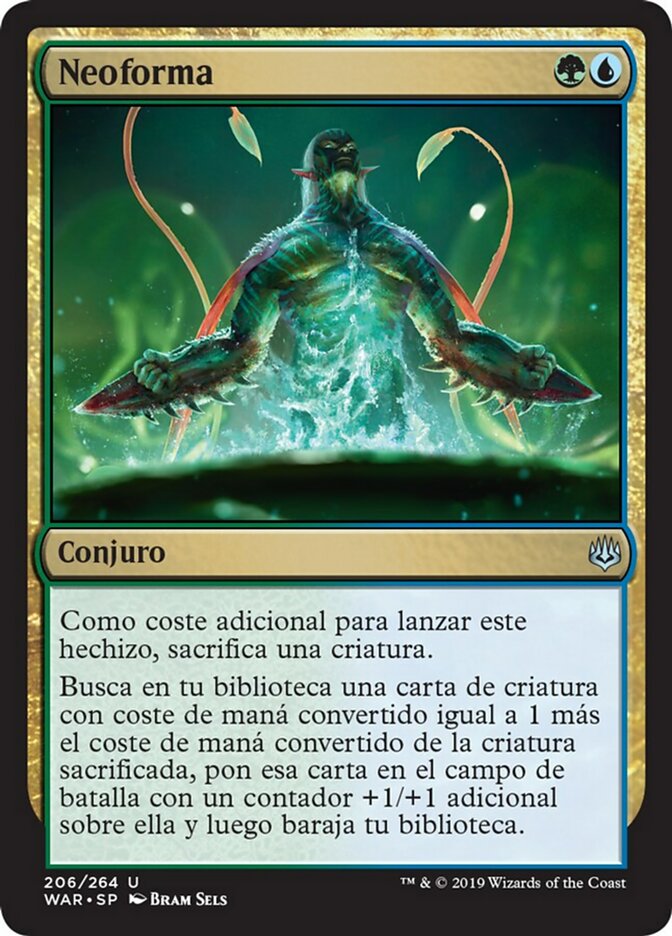 Neoforma
Conjuro
Como coste adicional para lanzar este
hechizo, sacrifica una criatura.
Busca en tu biblioteca una carta de criatura
con coste de maná convertido igual a 1 más
el coste de maná convertido de la criatura
sacrificada, pon esa carta en el campo de
batalla con un contador +1/+1 adicional
sobre ella y luego baraja tu biblioteca.
206/264 U
WAR • SP Bram Sels
™ & © 2019 Wizards of the Coast